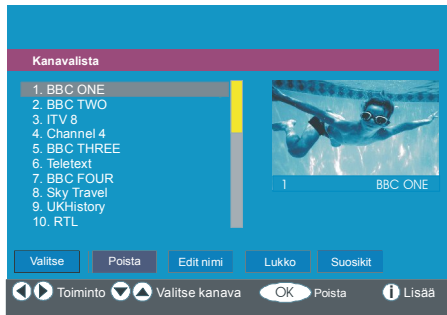 Kanavalista
1. BBC ONE
2. BBC TWO
3. ITV 8
4. Channel 4
5. BBC THREE
6. Teletext
7. BBC FOUR
8. Sky Travel
9. UKHistory
10. RTL
1 BBC ONE
Valitse Poista Edit nimi Lukko Suosikit
Toiminto Valitse kanava OK Poista i Lisää